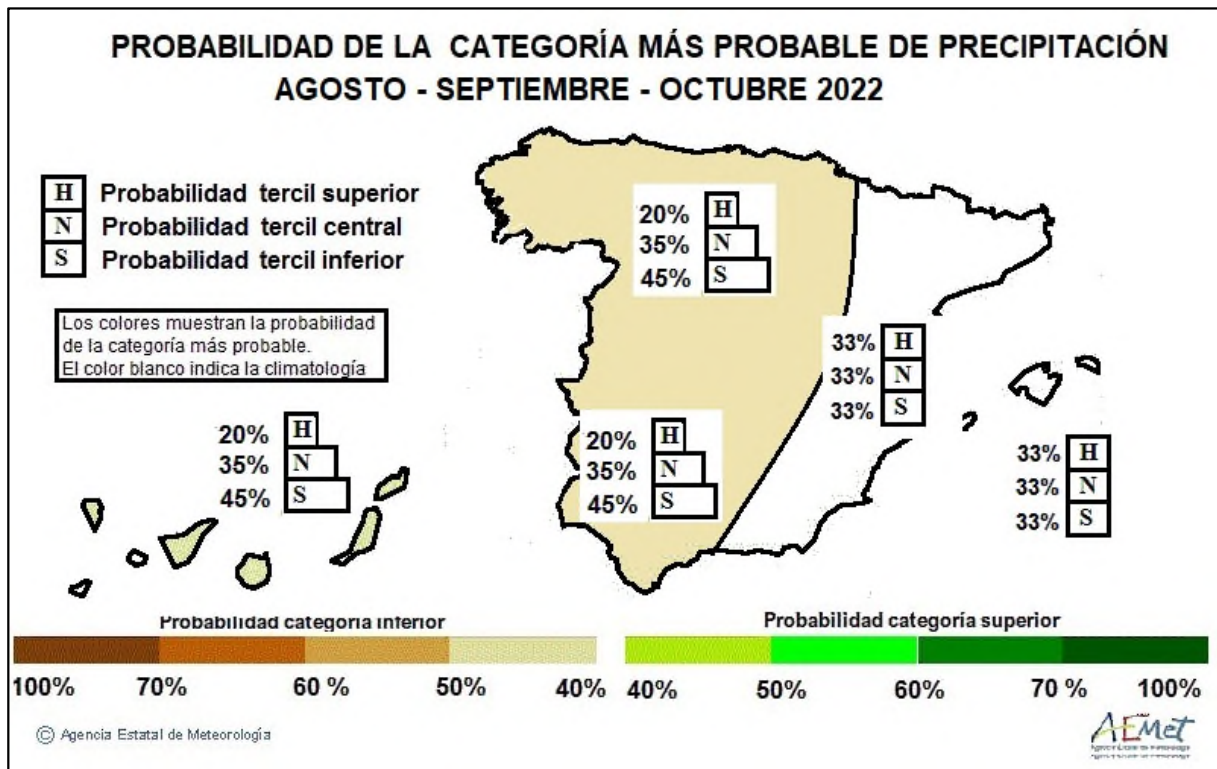 PROBABILIDAD DE LA CATEGORÍA MÁS PROBABLE DE PRECIPITACIÓN
AGOSTO - SEPTIEMBRE - OCTUBRE 2022
H Probabilidad tercil superior
N Probabilidad tercil central
S Probabilidad tercil inferior
Los colores muestran la probabilidad
de la categoría más probable.
El color blanco indica la climatología
20% H
35% N
45% S
33% H
33% N
33% S
20% H
35% N
45% S
20% H
35% N
45% S
33% H
33% N
33% S
Probabilidad categoría inferior
100% 70% 60 % 50% 40%
Probabilidad categoría superior
40% 50% 60% 70 % 100%
© Agencia Estatal de Meteorología
AEMet